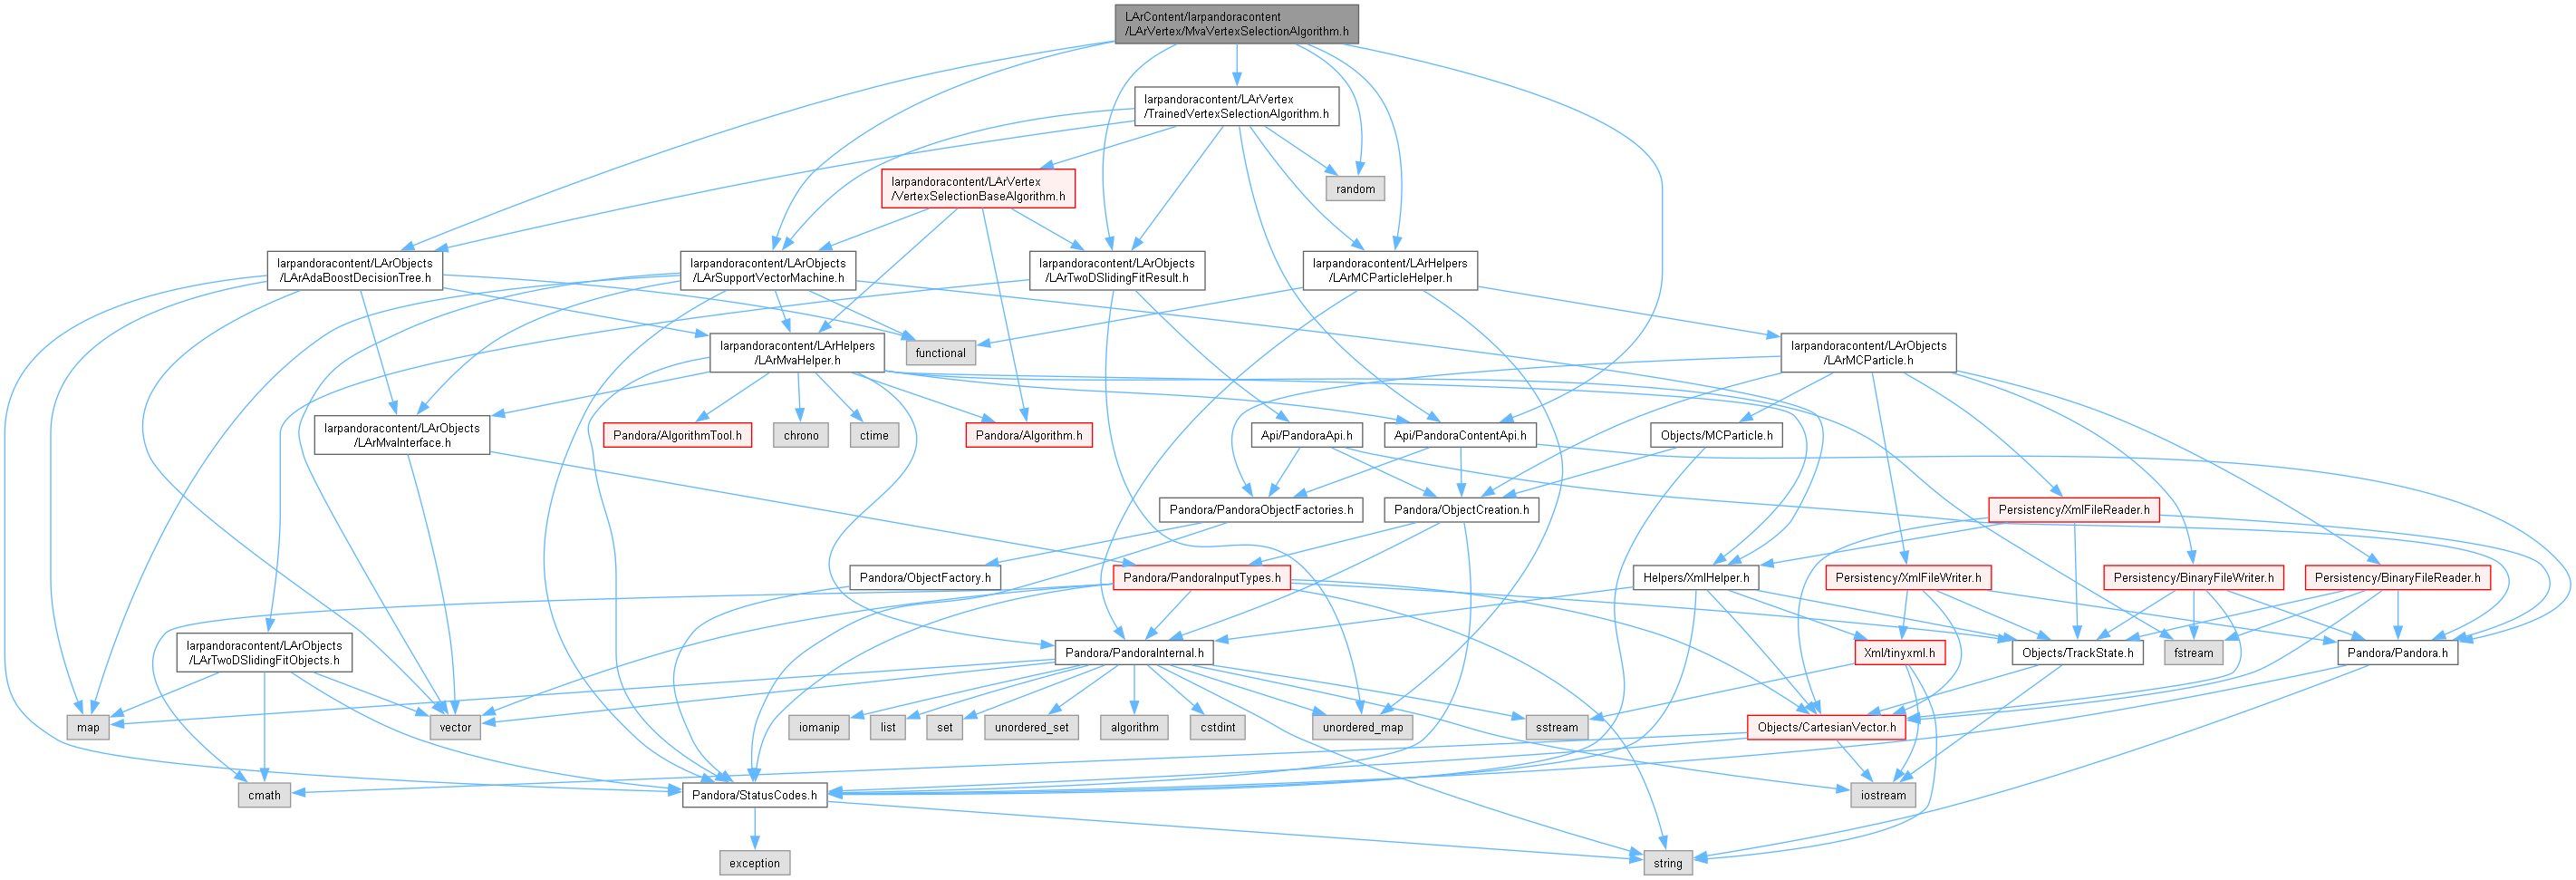 LArContent/larpandoracontent
/LArVertex/MvaVertexSelectionAlgorithm.h
larpandoracontent/LArVertex
/TrainedVertexSelectionAlgorithm.h
larpandoracontent/LArVertex
/VertexSelectionBaseAlgorithm.h
random
larpandoracontent/LArObjects
/LArAdaBoostDecisionTree.h
larpandoracontent/LArObjects
/LArSupportVectorMachine.h
larpandoracontent/LArObjects
/LArTwoDSlidingFitResult.h
larpandoracontent/LArHelpers
/LArMCParticleHelper.h
larpandoracontent/LArHelpers
/LArMvaHelper.h
functional
larpandoracontent/LArObjects
/LArMCParticle.h
larpandoracontent/LArObjects
/LArMvaInterface.h
Pandora/AlgorithmTool.h
chrono
ctime
Pandora/Algorithm.h
Api/PandoraApi.h
Api/PandoraContentApi.h
Objects/MCParticle.h
Pandora/PandoraObjectFactories.h
Pandora/ObjectCreation.h
Persistency/XmlFileReader.h
Pandora/ObjectFactory.h
Pandora/PandoraInputTypes.h
Helpers/XmlHelper.h
Persistency/XmlFileWriter.h
Persistency/BinaryFileWriter.h
Persistency/BinaryFileReader.h
larpandoracontent/LArObjects
/LArTwoDSlidingFitObjects.h
Pandora/PandoraInternal.h
Xml/tinyxml.h
Objects/TrackState.h
fstream
Pandora/Pandora.h
map
vector
iomanip
list
set
unordered_set
algorithm
cstdint
unordered_map
sstream
Objects/CartesianVector.h
cmath
Pandora/StatusCodes.h
iostream
exception
string